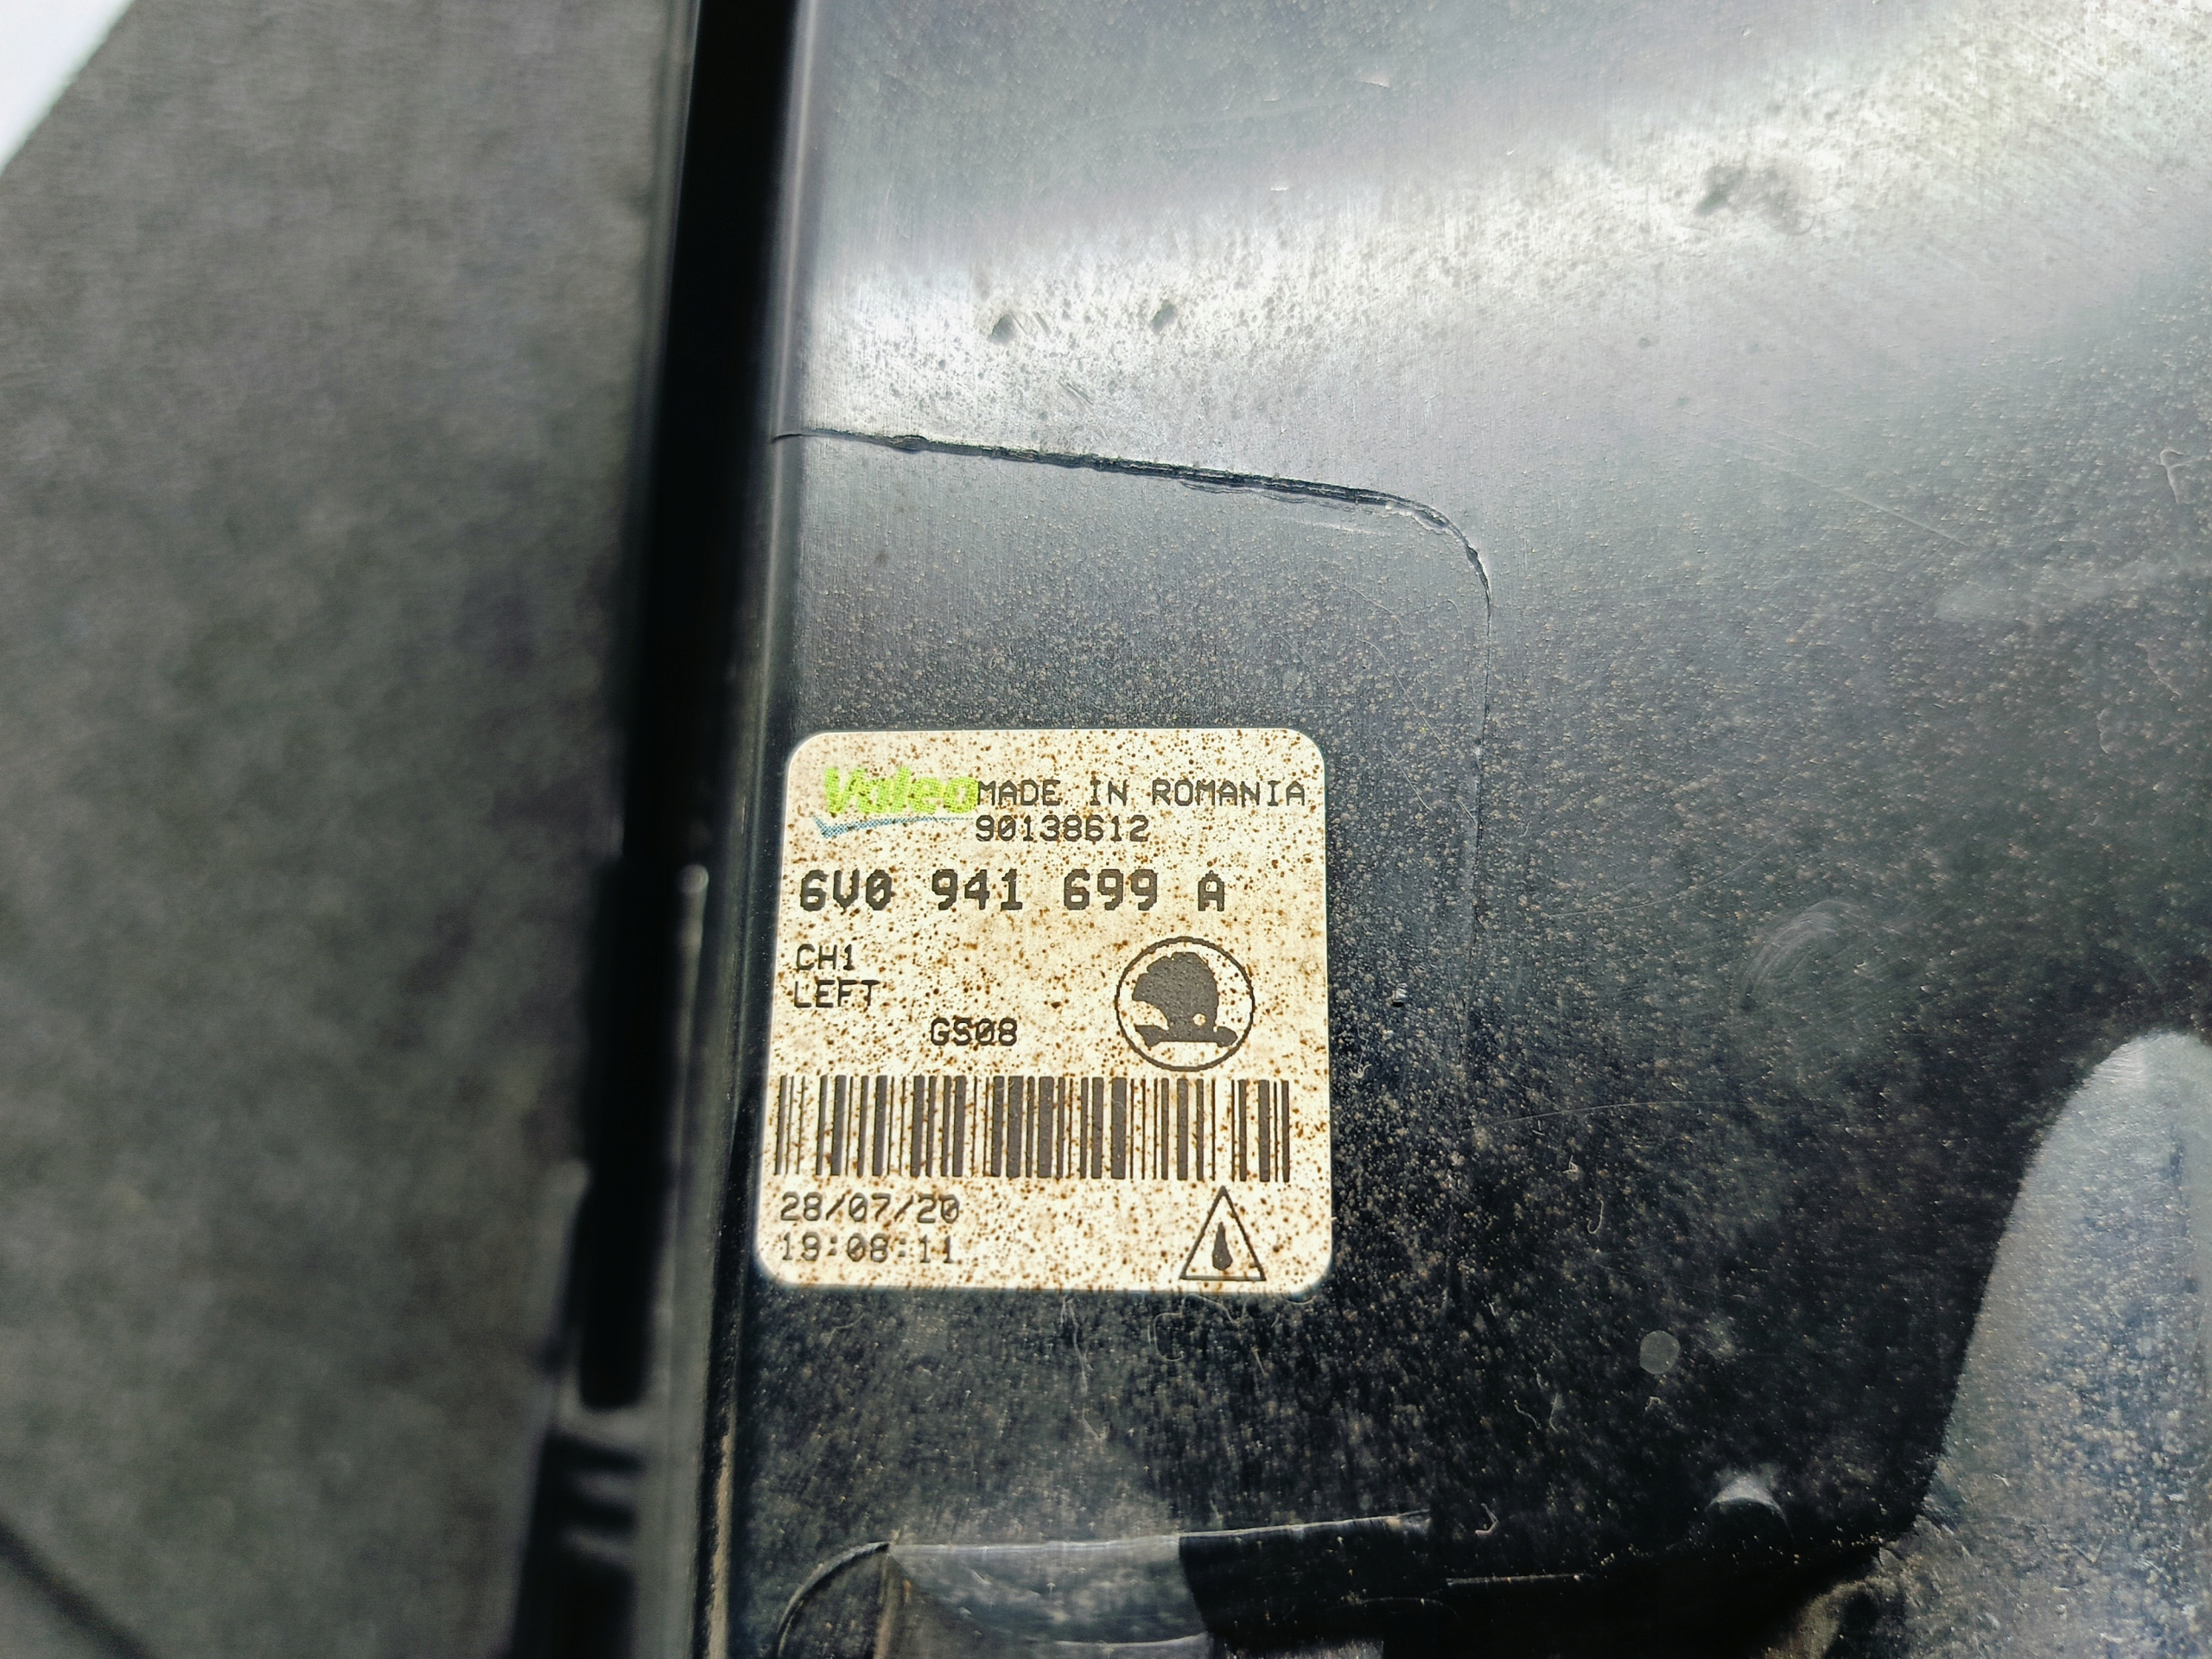 Valeo MADE IN ROMANIA
90138612
6V0 941 699 A
CH1
LEFT
GS08
28/07/20
19:08:11